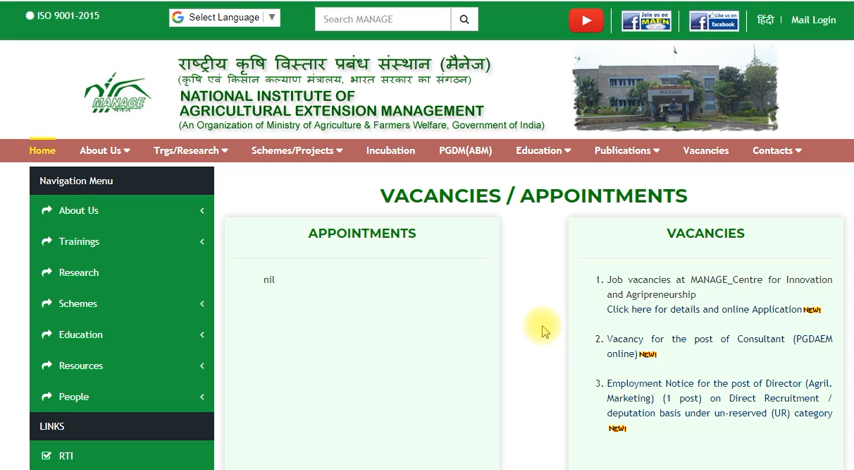 ISO 9001-2015
Select Language ▼
Search MANAGE
Join us on
MAEN
Like us on
facebook
हिंदी
Mail Login
MANAGE
मैनेज
राष्ट्रीय कृषि विस्तार प्रबंध संस्थान (मैनेज)
(कृषि एवं किसान कल्याण मंत्रालय, भारत सरकार का संगठन)
NATIONAL INSTITUTE OF
AGRICULTURAL EXTENSION MANAGEMENT
(An Organization of Ministry of Agriculture & Farmers Welfare, Government of India)
Home About Us Trgs/Research Schemes/Projects Incubation PGDM(ABM) Education Publications Vacancies Contacts
Navigation Menu
About Us
Trainings
Research
Schemes
Education
Resources
People
LINKS
RTI
VACANCIES / APPOINTMENTS
APPOINTMENTS
nil
VACANCIES
1. Job vacancies at MANAGE_Centre for Innovation
and Agripreneurship
Click here for details and online Application NEW!
2. Vacancy for the post of Consultant (PGDAEM
online) NEW!
3. Employment Notice for the post of Director (Agril.
Marketing) (1 post) on Direct Recruitment /
deputation basis under un-reserved (UR) category
NEW!